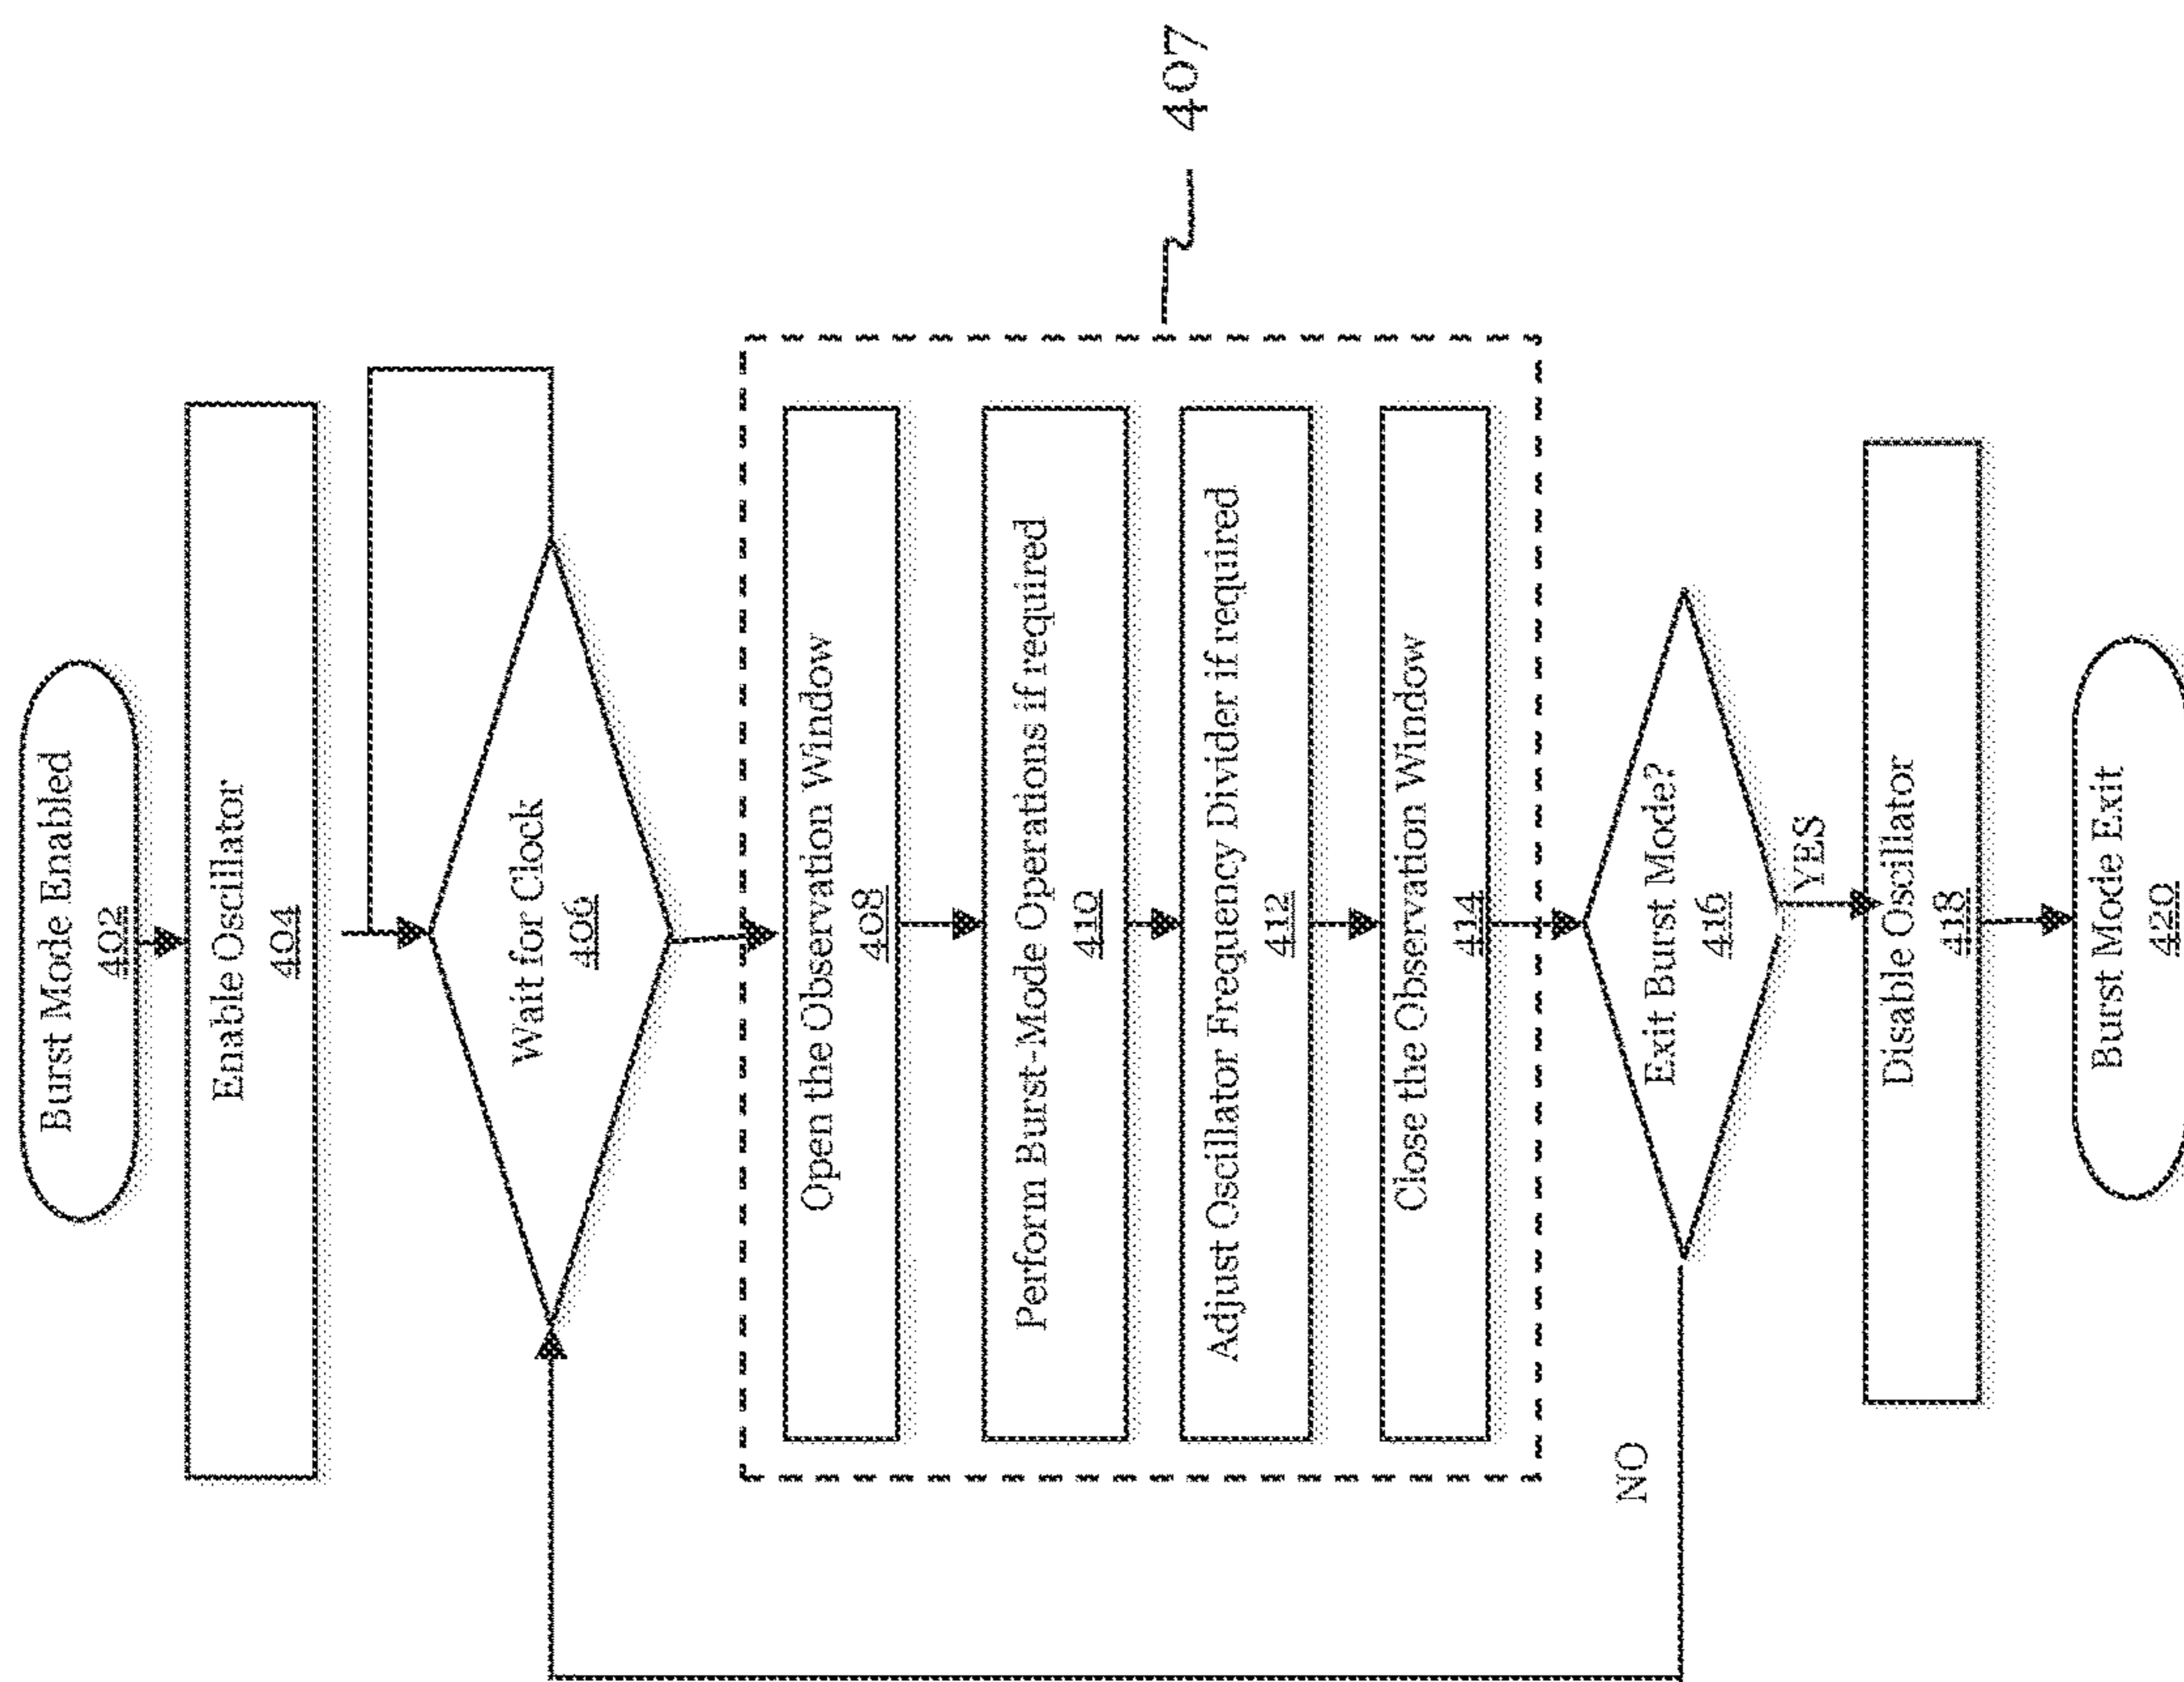 Burst Mode Enabled
402
Enable Oscillator
404
Wait for Clock
406
407
Open the Observation Window
408
Perform Burst-Mode Operations if required
410
Adjust Oscillator Frequency Divider if required
412
Close the Observation Window
414
Exit Burst Mode?
416
NO
YES
Disable Oscillator
418
Burst Mode Exit
420